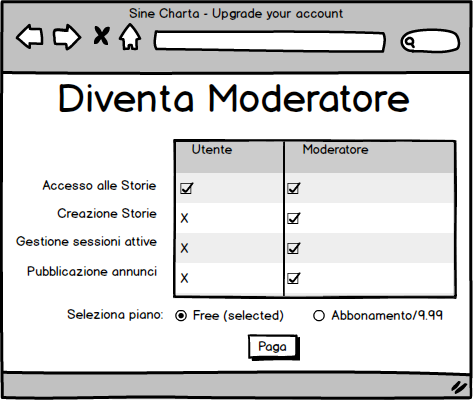 Sine Charta - Upgrade your account
Diventa Moderatore
Utente Moderatore
Accesso alle Storie
Creazione Storie X
Gestione sessioni attive X
Pubblicazione annunci X
Seleziona piano: Free (selected) Abbonamento/9.99
Paga